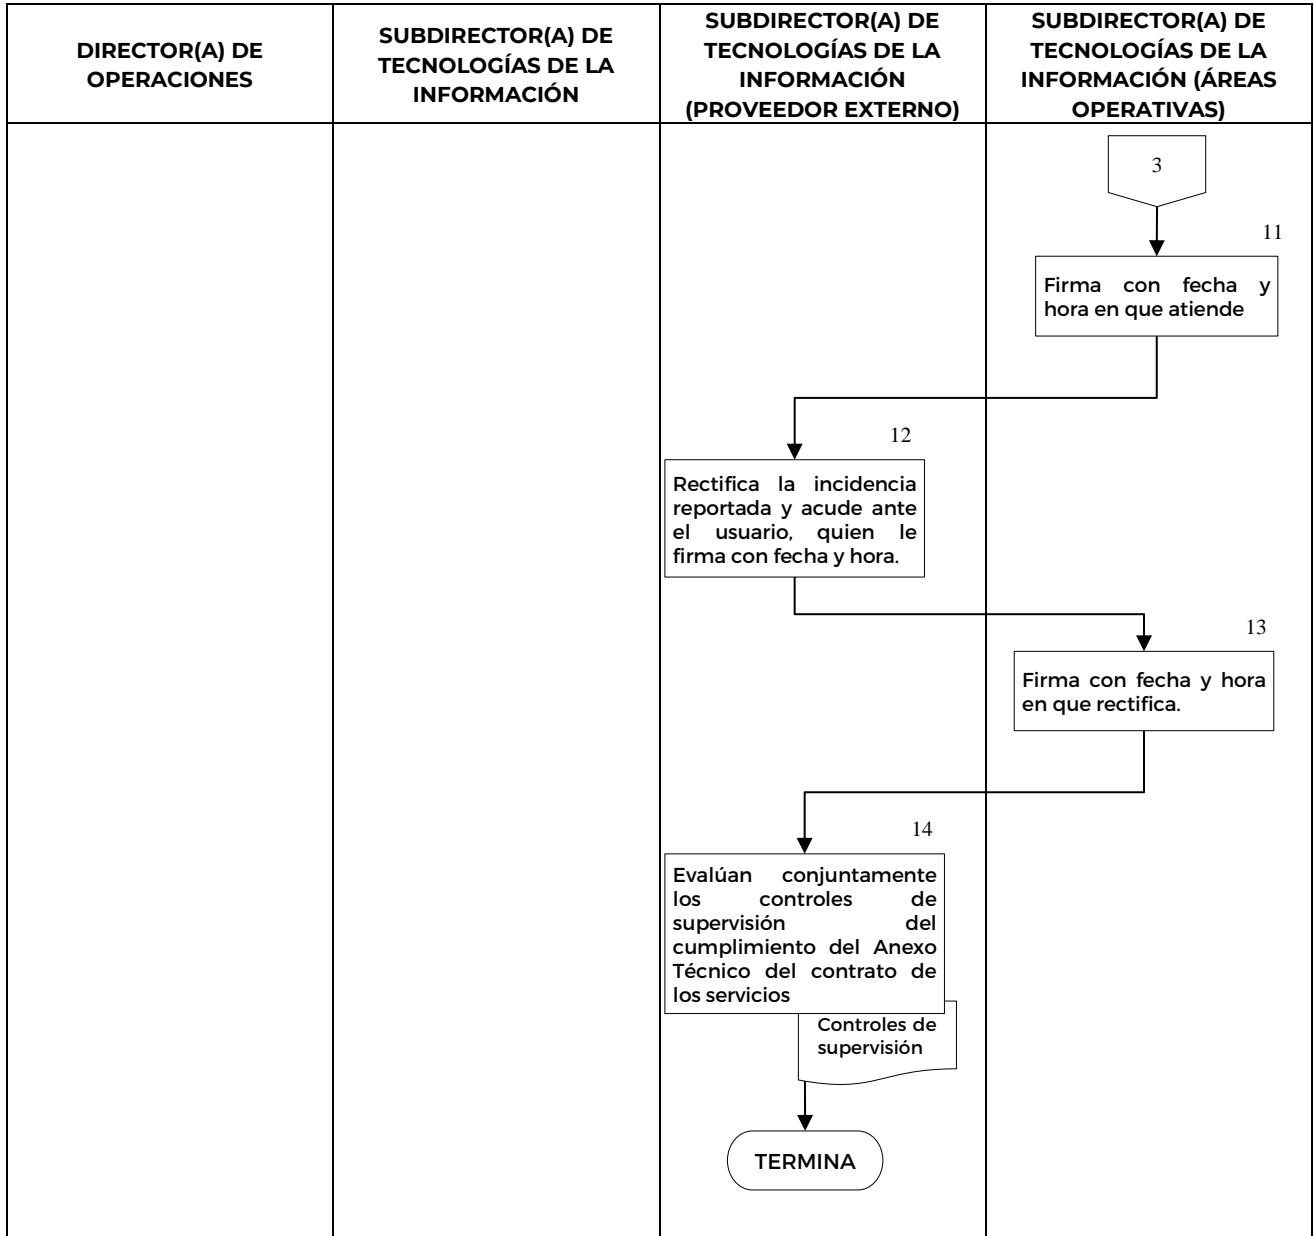 DIRECTOR(A) DE
OPERACIONES
SUBDIRECTOR(A) DE
TECNOLOGÍAS DE LA
INFORMACIÓN
SUBDIRECTOR(A) DE
TECNOLOGÍAS DE LA
INFORMACIÓN
(PROVEEDOR EXTERNO)
SUBDIRECTOR(A) DE
TECNOLOGÍAS DE LA
INFORMACIÓN (ÁREAS
OPERATIVAS)
3
11
Firma con fecha y
hora en que atiende
12
Rectifica la incidencia
reportada y acude ante
el usuario, quien le
firma con fecha y hora.
13
Firma con fecha y hora
en que rectifica.
14
Evalúan conjuntamente
los controles de
supervisión del
cumplimiento del Anexo
Técnico del contrato de
los servicios
Controles de
supervisión
TERMINA